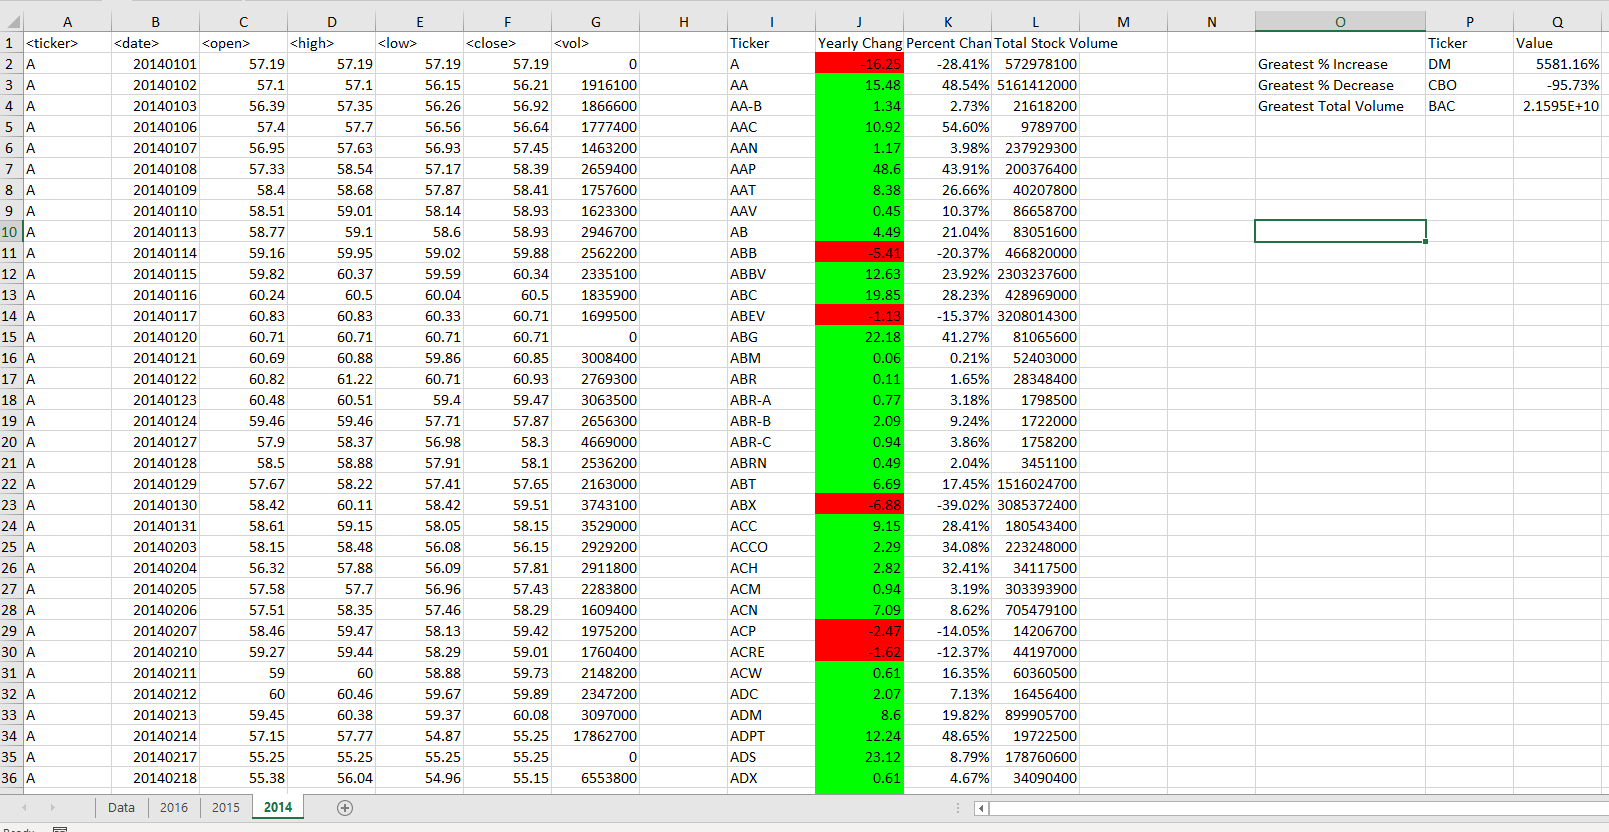 A B C D E F G H I J K L M N O P Q
1 <ticker> <date> <open> <high> <low> <close> <vol> Ticker Yearly Chang Percent Chan Total Stock Volume Ticker Value
2 A 20140101 57.19 57.19 57.19 57.19 0 A -16.25 -28.41% 572978100 Greatest % Increase DM 5581.16%
3 A 20140102 57.1 57.1 56.15 56.21 1916100 AA 15.48 48.54% 5161412000 Greatest % Decrease CBO -95.73%
4 A 20140103 56.39 57.35 56.26 56.92 1866600 AA-B 1.34 2.73% 21618200 Greatest Total Volume BAC 2.1595E+10
5 A 20140106 57.4 57.7 56.56 56.64 1777400 AAC 10.92 54.60% 9789700
6 A 20140107 56.95 57.63 56.93 57.45 1463200 AAN 1.17 3.98% 237929300
7 A 20140108 57.33 58.54 57.17 58.39 2659400 AAP 48.6 43.91% 200376400
8 A 20140109 58.4 58.68 57.87 58.41 1757600 AAT 8.38 26.66% 40207800
9 A 20140110 58.51 59.01 58.14 58.93 1623300 AAV 0.45 10.37% 86658700
10 A 20140113 58.77 59.1 58.6 58.93 2946700 AB 4.49 21.04% 83051600
11 A 20140114 59.16 59.95 59.02 59.88 2562200 ABB -5.41 -20.37% 466820000
12 A 20140115 59.82 60.37 59.59 60.34 2335100 ABBV 12.63 23.92% 2303237600
13 A 20140116 60.24 60.5 60.04 60.5 1835900 ABC 19.85 28.23% 428969000
14 A 20140117 60.83 60.83 60.33 60.71 1699500 ABEV -1.13 -15.37% 3208014300
15 A 20140120 60.71 60.71 60.71 60.71 0 ABG 22.18 41.27% 81065600
16 A 20140121 60.69 60.88 59.86 60.85 3008400 ABM 0.06 0.21% 52403000
17 A 20140122 60.82 61.22 60.71 60.93 2769300 ABR 0.11 1.65% 28348400
18 A 20140123 60.48 60.51 59.4 59.47 3063500 ABR-A 0.77 3.18% 1798500
19 A 20140124 59.46 59.46 57.71 57.87 2656300 ABR-B 2.09 9.24% 1722000
20 A 20140127 57.9 58.37 56.98 58.3 4669000 ABR-C 0.94 3.86% 1758200
21 A 20140128 58.5 58.88 57.91 58.1 2536200 ABRN 0.49 2.04% 3451100
22 A 20140129 57.67 58.22 57.41 57.65 2163000 ABT 6.69 17.45% 1516024700
23 A 20140130 58.42 60.11 58.42 59.51 3743100 ABX -6.88 -39.02% 3085372400
24 A 20140131 58.61 59.15 58.05 58.15 3529000 ACC 9.15 28.41% 180543400
25 A 20140203 58.15 58.48 56.08 56.15 2929200 ACCO 2.29 34.08% 223248000
26 A 20140204 56.32 57.88 56.09 57.81 2911800 ACH 2.82 32.41% 34117500
27 A 20140205 57.58 57.7 56.96 57.43 2283800 ACM 0.94 3.19% 303393900
28 A 20140206 57.51 58.35 57.46 58.29 1609400 ACN 7.09 8.62% 705479100
29 A 20140207 58.46 59.47 58.13 59.42 1975200 ACP -2.47 -14.05% 14206700
30 A 20140210 59.27 59.44 58.29 59.01 1760400 ACRE -1.62 -12.37% 44197000
31 A 20140211 59 60 58.88 59.73 2148200 ACW 0.61 16.35% 60360500
32 A 20140212 60 60.46 59.67 59.89 2347200 ADC 2.07 7.13% 16456400
33 A 20140213 59.45 60.38 59.37 60.08 3097000 ADM 8.6 19.82% 899905700
34 A 20140214 57.15 57.77 54.87 55.25 17862700 ADPT 12.24 48.65% 19722500
35 A 20140217 55.25 55.25 55.25 55.25 0 ADS 23.12 8.79% 178760600
36 A 20140218 55.38 56.04 54.96 55.15 6553800 ADX 0.61 4.67% 34090400
Data 2016 2015 2014